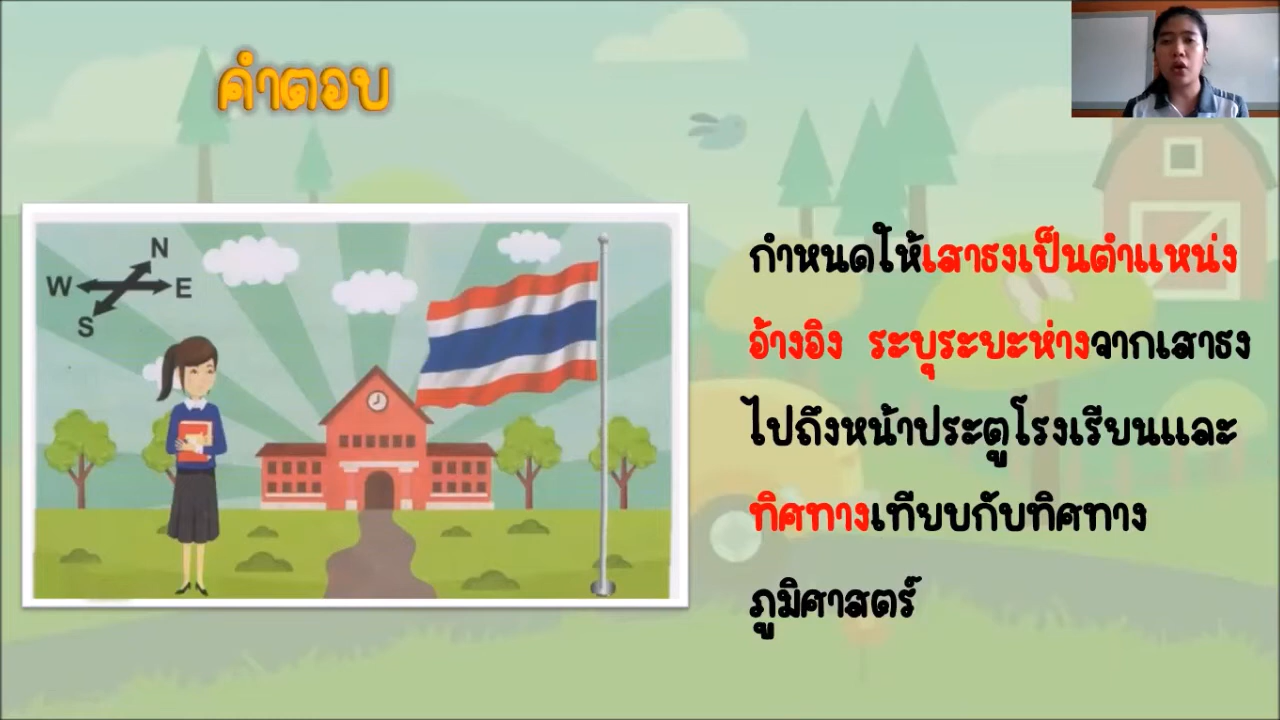 คำตอบ
N
W
E
S
กำหนดให้เสาธงเป็นตำแหน่ง
อ้างอิง ระบุระยะห่างจากเสาธง
ไปถึงหน้าประตูโรงเรียนและ
ทิศทางเทียบกับทิศทาง
ภูมิศาสตร์